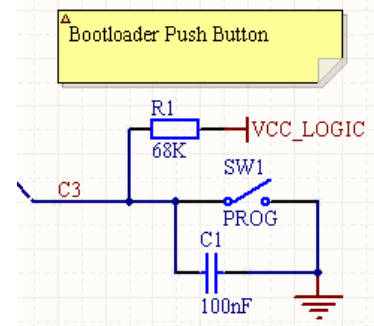 Bootloader Push Button
R1
VCC_LOGIC
68K
SW1
C3
PROG
C1
100nF